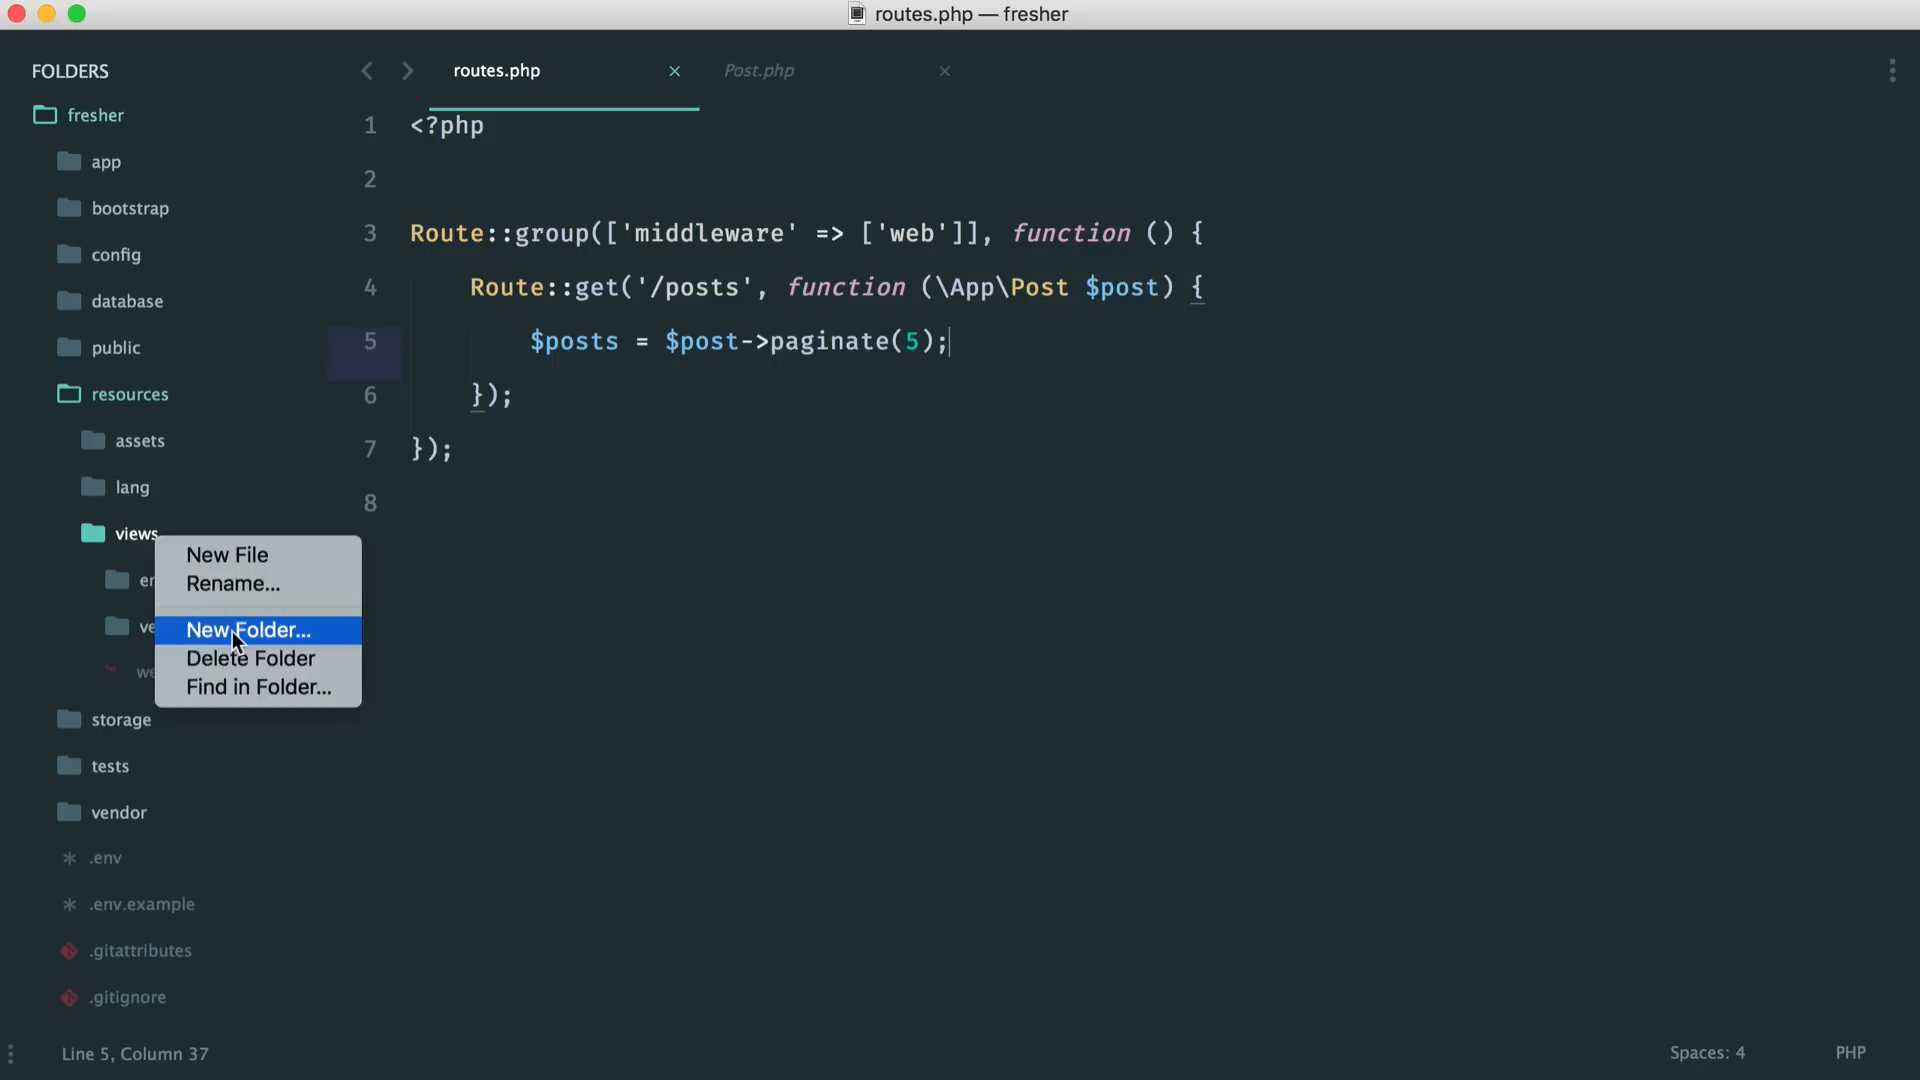 routes.php — fresher
FOLDERS
fresher
app
bootstrap
config
database
public
resources
assets
lang
views
storage
tests
vendor
.env
.env.example
.gitattributes
.gitignore
New File
Rename...
New Folder...
Delete Folder
Find in Folder...
routes.php
Post.php
1 <?php
2
3 Route::group(['middleware' => ['web']], function () {
4 Route::get('/posts', function (\App\Post $post) {
5 $posts = $post->paginate(5);
6 });
7 });
8
Line 5, Column 37
Spaces: 4
PHP